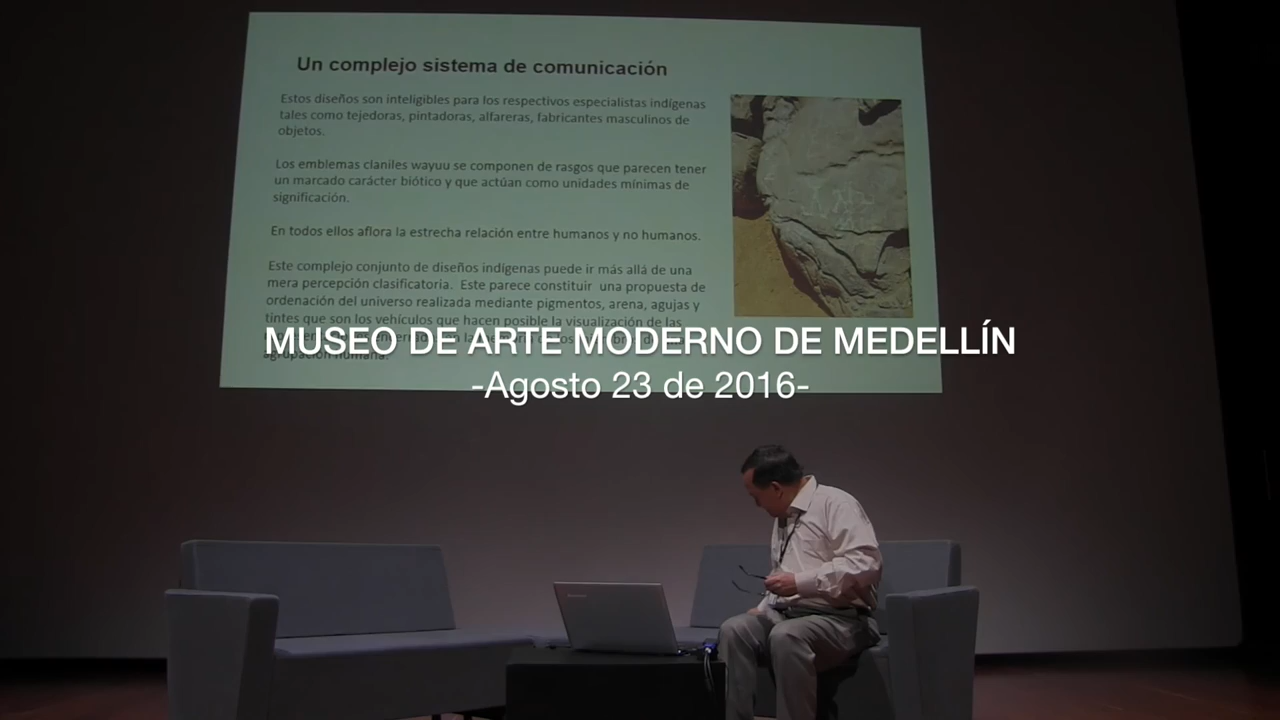 Un complejo sistema de comunicación
Estos diseños son inteligibles para los respectivos especialistas indígenas
tales como tejedoras, pintadoras, alfareras, fabricantes masculinos de
objetos.
Los emblemas claniles wayuu se componen de rasgos que parecen tener
un marcado carácter biótico y que actúan como unidades mínimas de
significación.
En todos ellos aflora la estrecha relación entre humanos y no humanos.
Este complejo conjunto de diseños indígenas puede ir más allá de una
mera percepción clasificatoria. Este parece constituir una propuesta de
ordenación del universo realizada mediante pigmentos, arena, agujas y
tintes que son los vehículos que hacen posible la visualización de las
agrupación humana.
MUSEO DE ARTE MODERNO DE MEDELLÍN
-Agosto 23 de 2016-